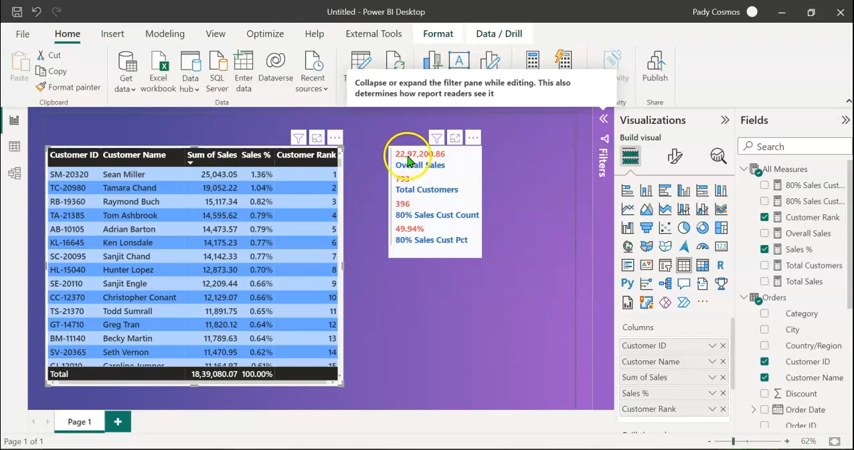 Untitled - Power BI Desktop
Pady Cosmos
File Home Insert Modeling View Optimize Help External Tools Format Data / Drill
Paste
Cut
Copy
Format painter
Clipboard
Get data
Excel workbook
Data hub
SQL Server
Enter data
Dataverse
Recent sources
Data
Publish
Collapse or expand the filter pane while editing. This also
determines how report readers see it
Customer ID Customer Name Sum of Sales Sales % Customer Rank
SM-20320 Sean Miller 25,043.05 1.36% 1
TC-20980 Tamara Chand 19,052.22 1.04% 2
RB-19360 Raymond Buch 15,117.34 0.82% 3
TA-21385 Tom Ashbrook 14,595.62 0.79% 4
AB-10105 Adrian Barton 14,473.57 0.79% 5
KL-16645 Ken Lonsdale 14,175.23 0.77% 6
SC-20095 Sanjit Chand 14,142.33 0.77% 7
HL-15040 Hunter Lopez 12,873.30 0.70% 8
SE-20110 Sanjit Engle 12,209.44 0.66% 9
CC-12370 Christopher Conant 12,129.07 0.66% 10
TS-21370 Todd Sumrall 11,891.75 0.65% 11
GT-14710 Greg Tran 11,820.12 0.64% 12
BM-11140 Becky Martin 11,789.63 0.64% 13
SV-20365 Seth Vernon 11,470.95 0.62% 14
Total 18,39,080.07 100.00%
22,97,200.86
Overall Sales
793
Total Customers
396
80% Sales Cust Count
49.94%
80% Sales Cust Pct
Filters
Visualizations
Build visual
Columns
Customer ID
Customer Name
Sum of Sales
Sales %
Customer Rank
Fields
Search
All Measures
80% Sales Cust...
80% Sales Cust...
Customer Rank
Overall Sales
Sales %
Total Customers
Total Sales
Orders
Category
City
Country/Region
Customer ID
Customer Name
Discount
Order Date
Order ID
Page 1
Page 1 of 1
62%